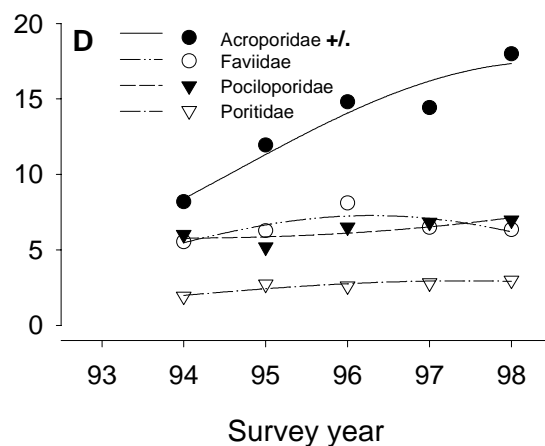 20
D
Acroporidae +/.
Faviidae
Pociloporidae
Poritidae
15
10
5
0
93 94 95 96 97 98
Survey year